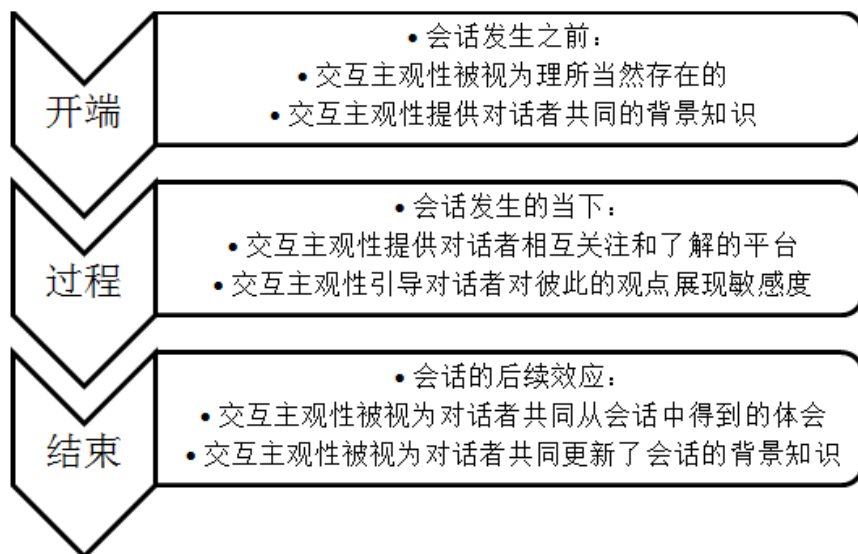 开端
• 会话发生之前：
• 交互主观性被视为理所当然存在的
• 交互主观性提供对话者共同的背景知识
过程
• 会话发生的当下：
• 交互主观性提供对话者相互关注和了解的平台
• 交互主观性引导对话者对彼此的观点展现敏感度
结束
• 会话的后续效应：
• 交互主观性被视为对话者共同从会话中得到的体会
• 交互主观性被视为对话者共同更新了会话的背景知识